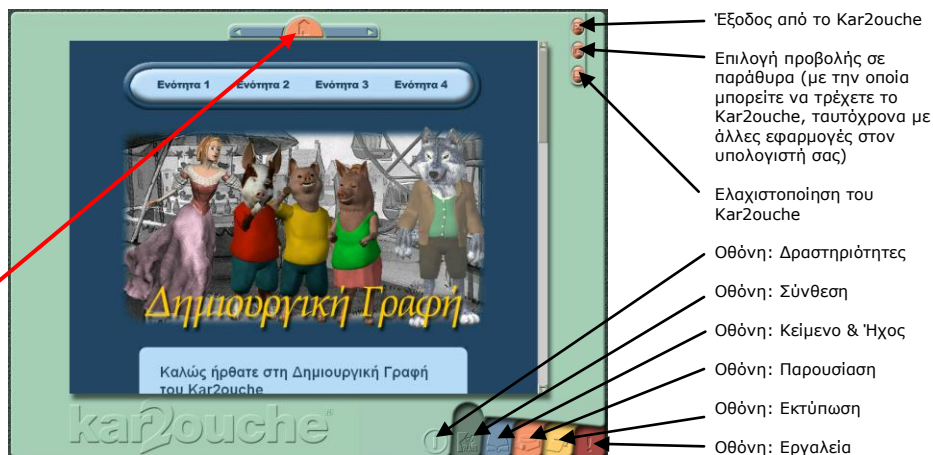 Ενότητα 1 Ενότητα 2 Ενότητα 3 Ενότητα 4
Δημιουργική Γραφή
Καλώς ήρθατε στη Δημιουργική Γραφή
του Kar2ouche
kar2ouche®
Έξοδος από το Kar2ouche
Επιλογή προβολής σε
παράθυρα (με την οποία
μπορείτε να τρέχετε το
Kar2ouche, ταυτόχρονα με
άλλες εφαρμογές στον
υπολογιστή σας)
Ελαχιστοποίηση του
Kar2ouche
Οθόνη: Δραστηριότητες
Οθόνη: Σύνθεση
Οθόνη: Κείμενο & Ήχος
Οθόνη: Παρουσίαση
Οθόνη: Εκτύπωση
Οθόνη: Εργαλεία